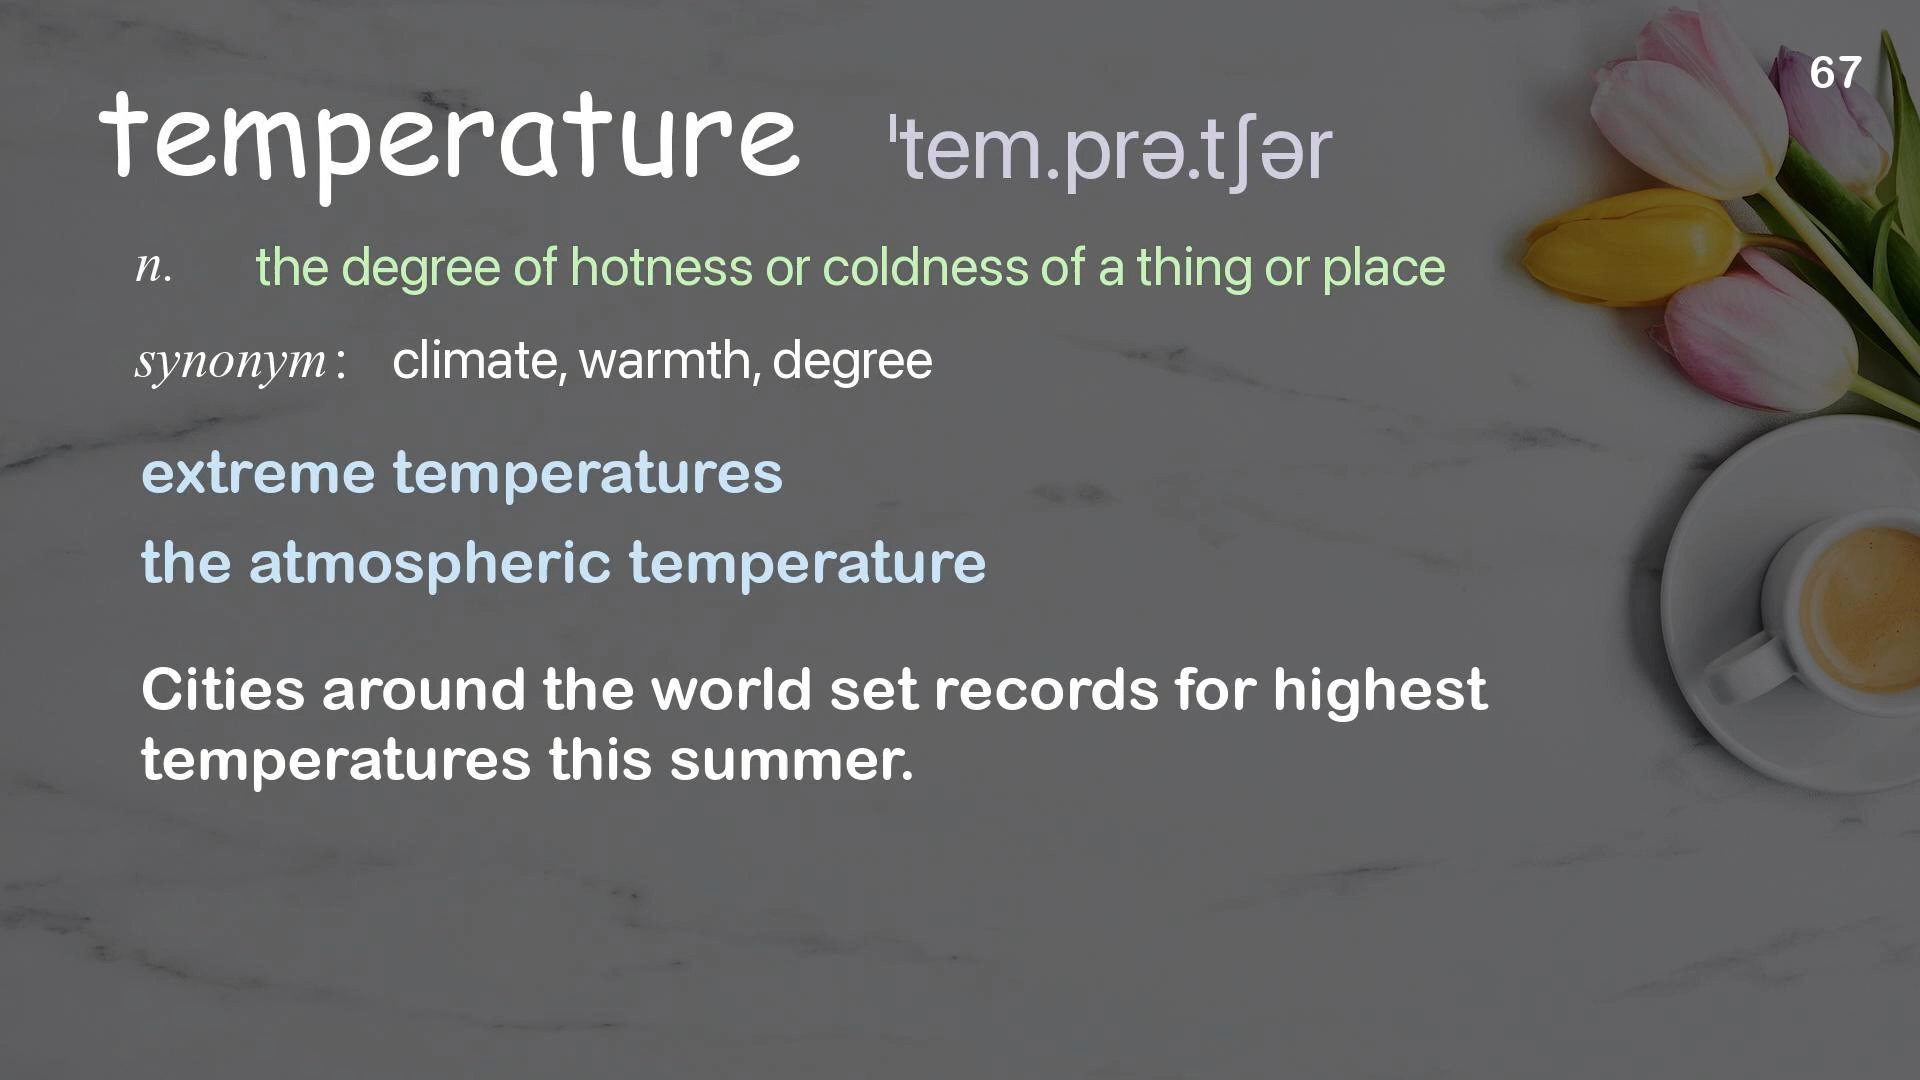 67
temperature ˈtem.prə.tʃər
n. the degree of hotness or coldness of a thing or place
synonym : climate, warmth, degree
extreme temperatures
the atmospheric temperature
Cities around the world set records for highest
temperatures this summer.